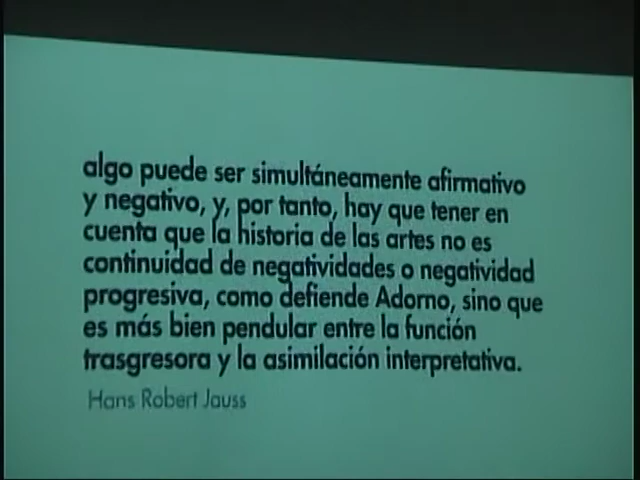 algo puede ser simultáneamente afirmativo
y negativo, y, por tanto, hay que tener en
cuenta que la historia de las artes no es
continuidad de negatividades o negatividad
progresiva, como defiende Adorno, sino que
es más bien pendular entre la función
trasgresora y la asimilación interpretativa.
Hans Robert Jauss